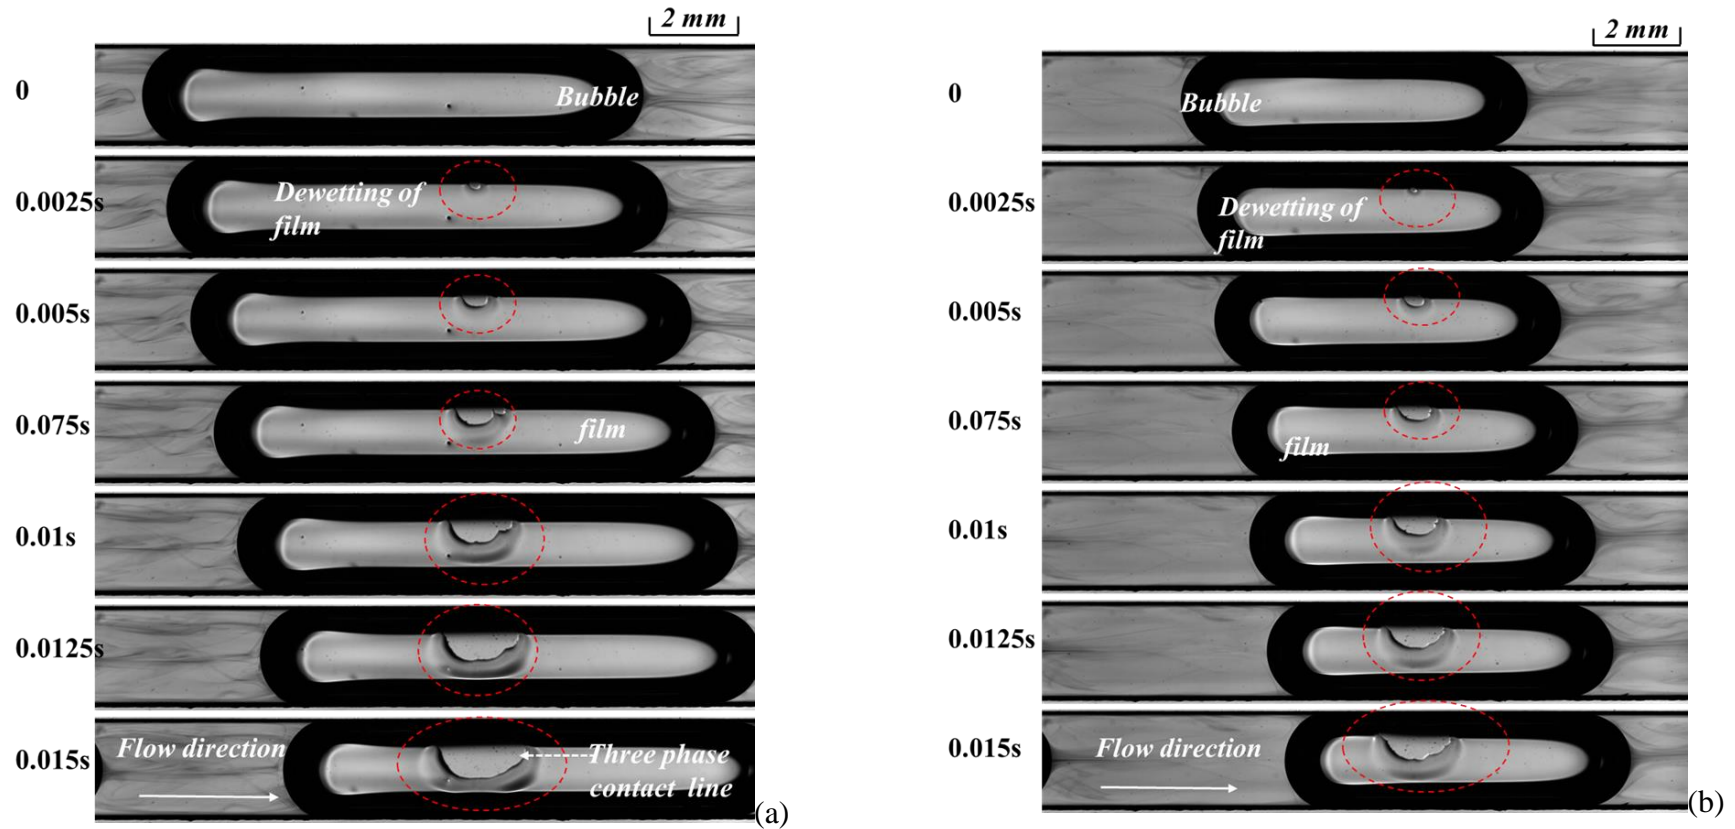 2 mm
0
Bubble
0.0025s
Dewetting of
film
0.005s
0.075s
film
0.01s
0.0125s
0.015s
Flow direction
Three phase
contact line
(a)
2 mm
0
Bubble
0.0025s
Dewetting of
film
0.005s
0.075s
film
0.01s
0.0125s
0.015s
Flow direction
(b)